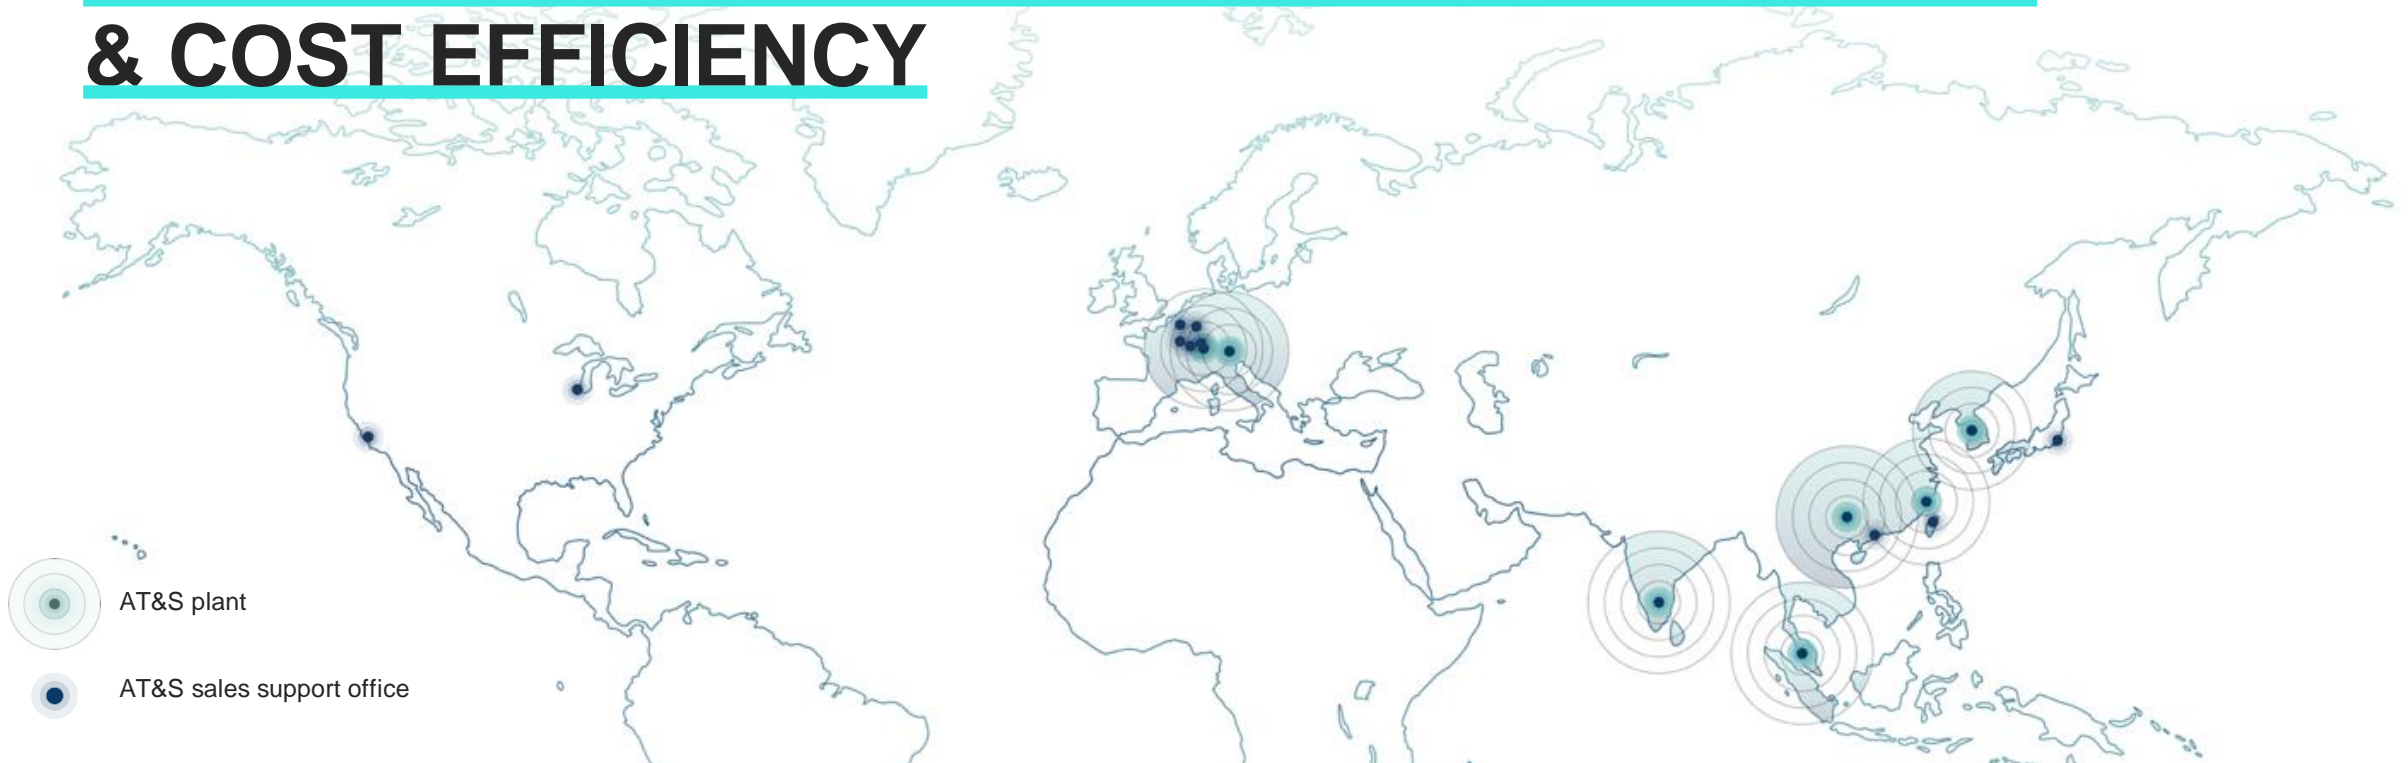 & COST EFFICIENCY
AT&S plant
AT&S sales support office